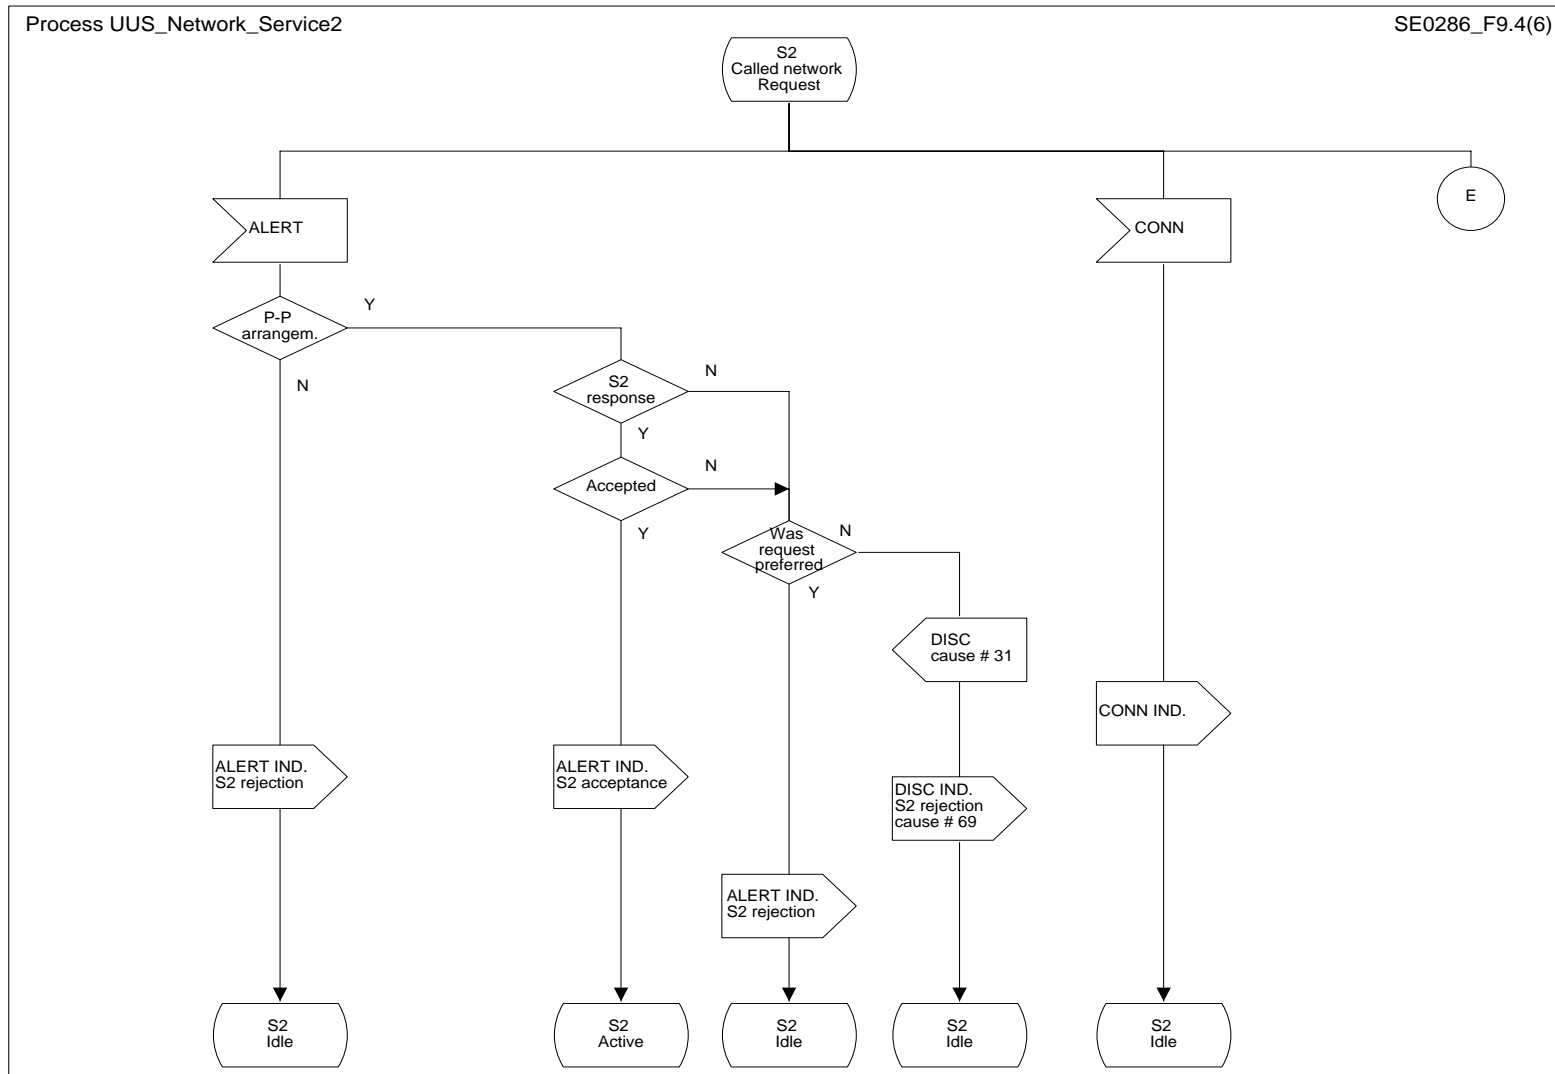 Process UUS_Network_Service2
SE0286_F9.4(6)
S2
Called network
Request
ALERT
CONN
E
P-P
arrangem.
Y
N
S2
response
N
Y
Accepted
N
Y
Was
request
preferred
N
Y
DISC
cause # 31
CONN IND.
ALERT IND.
S2 rejection
ALERT IND.
S2 acceptance
DISC IND.
S2 rejection
cause # 69
ALERT IND.
S2 rejection
S2
Idle
S2
Active
S2
Idle
S2
Idle
S2
Idle